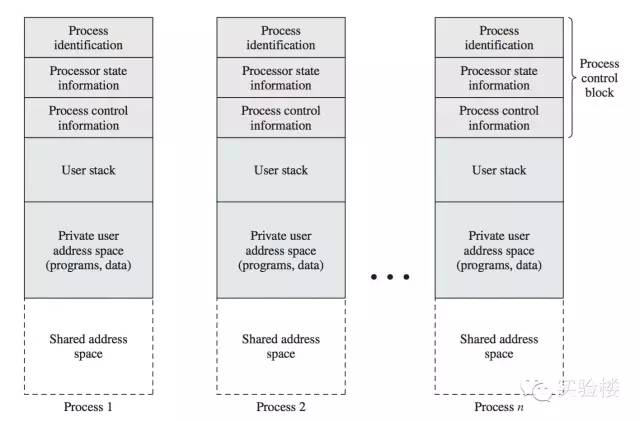 Process
identification
Processor state
information
Process control
information
User stack
Private user
address space
(programs, data)
Shared address
space
Process 1
Process
identification
Processor state
information
Process control
information
User stack
Private user
address space
(programs, data)
Shared address
space
Process 2
• • •
Process
identification
Processor state
information
Process control
information
User stack
Private user
address space
(programs, data)
Shared address
space
Process n
Process
control
block
实验楼